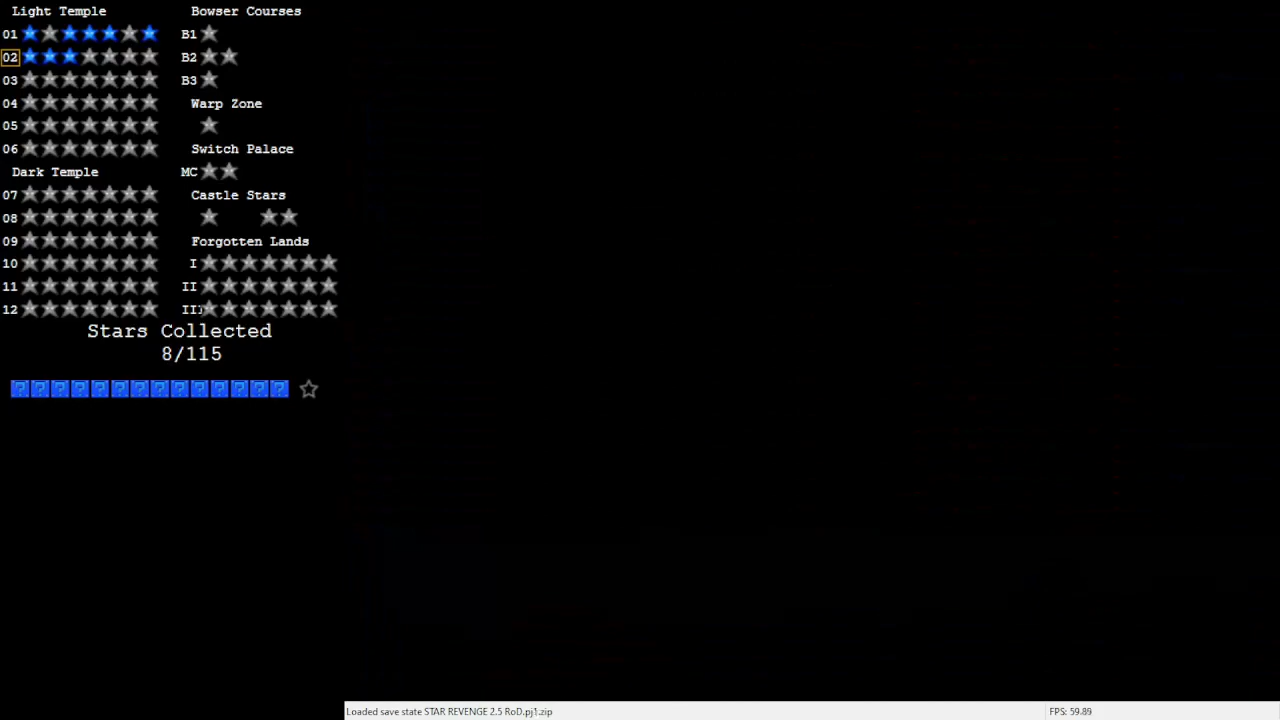 Light Temple
01
02
03
04
05
06
Dark Temple
07
08
09
10
11
12
Bowser Courses
B1
B2
B3
Warp Zone
Switch Palace
MC
Castle Stars
Forgotten Lands
I
II
III
Stars Collected
8/115
Loaded save state STAR REVENGE 2.5 RoD.pj1.zip
FPS: 59.89